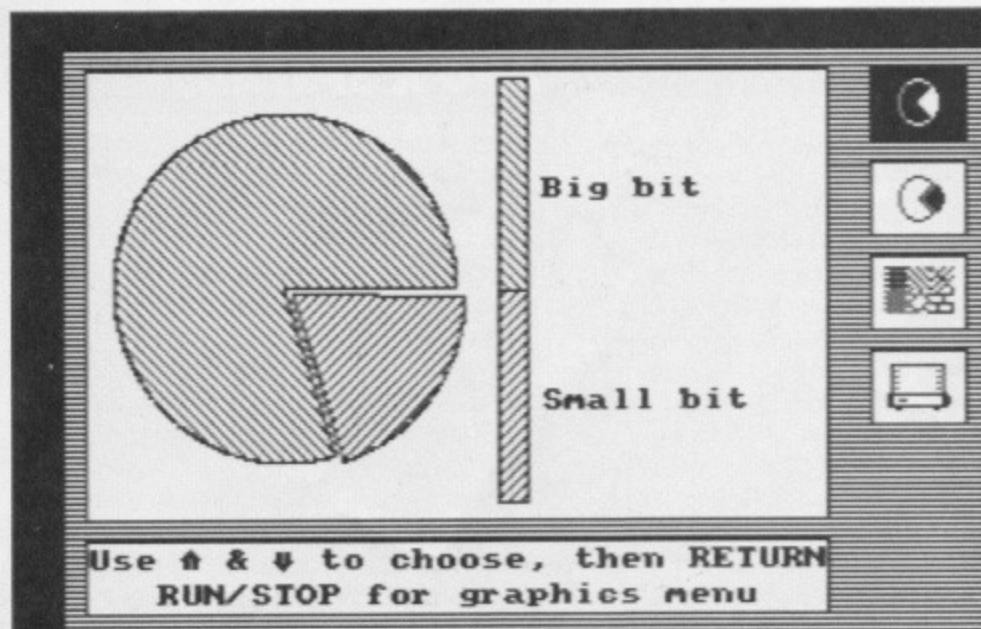 Big bit
Small bit
Use ⇑ & ⇓ to choose, then RETURN
RUN/STOP for graphics menu